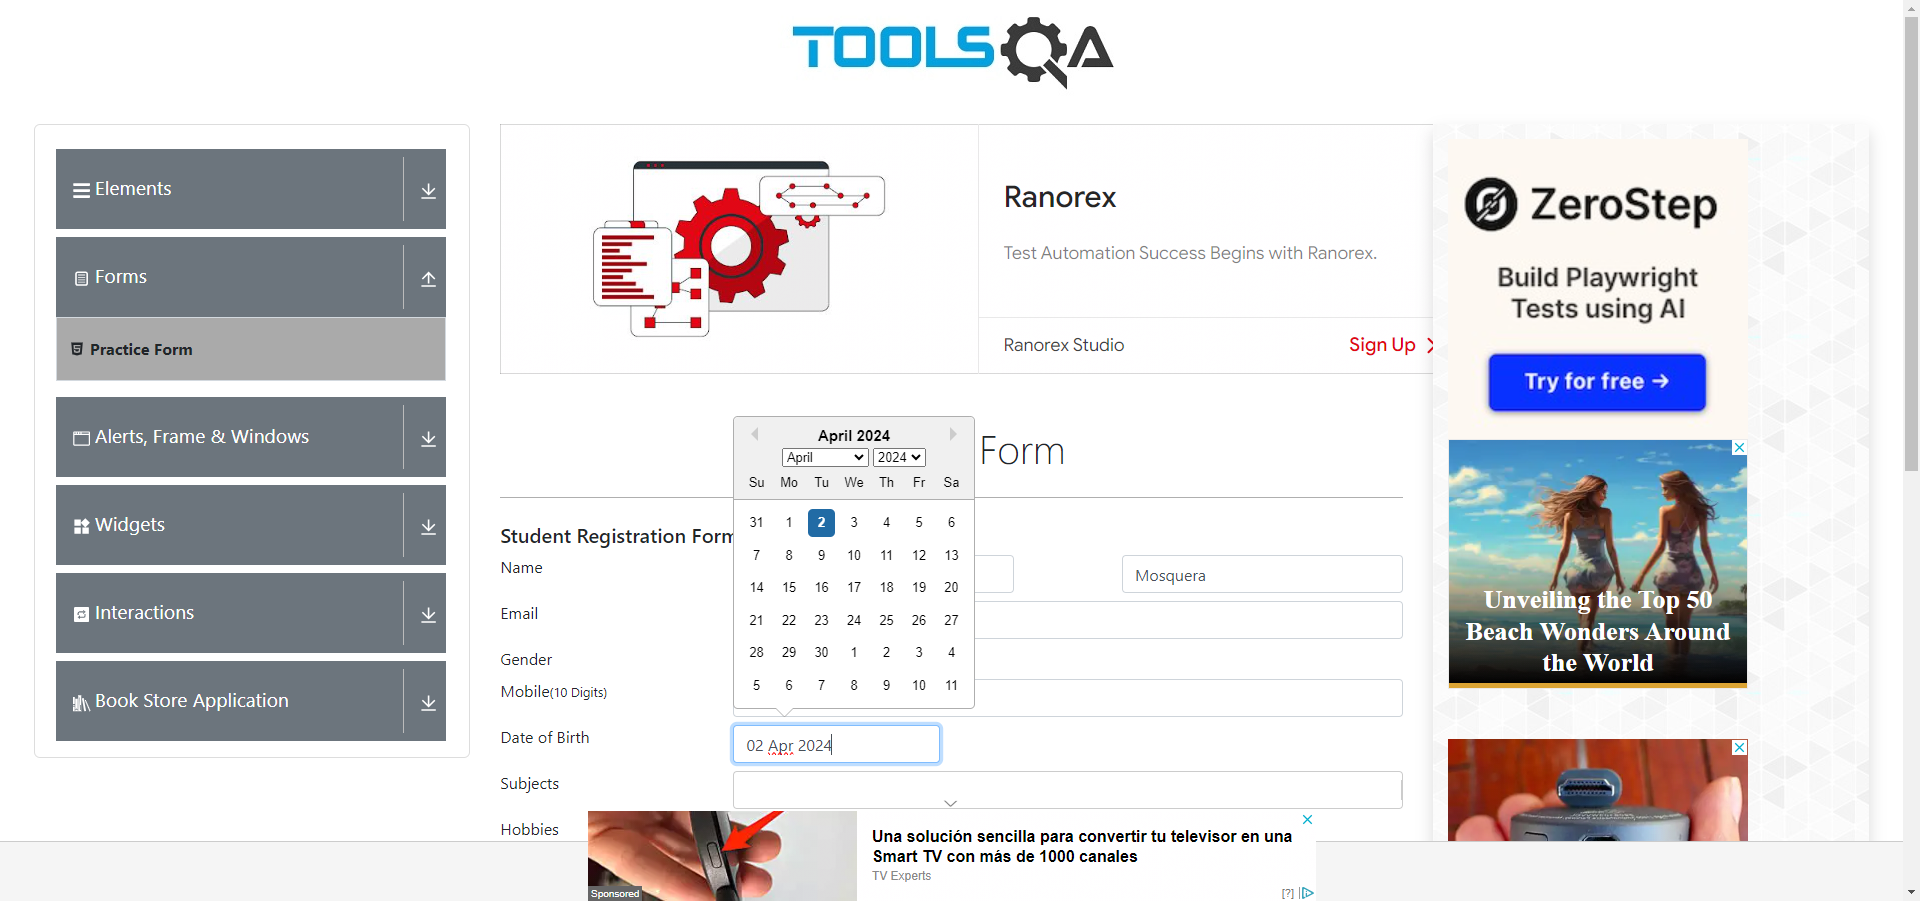 TOOLSQA
Elements
Forms
Practice Form
Alerts, Frame & Windows
Widgets
Interactions
Book Store Application
Ranorex
Test Automation Success Begins with Ranorex.
Ranorex Studio
Sign Up
Form
Student Registration Form
Name
Mosquera
Email
Gender
Mobile(10 Digits)
Date of Birth
02 Apr 2024
Subjects
Hobbies
April 2024
April 2024
Su Mo Tu We Th Fr Sa
31 1 2 3 4 5 6
7 8 9 10 11 12 13
14 15 16 17 18 19 20
21 22 23 24 25 26 27
28 29 30 1 2 3 4
5 6 7 8 9 10 11
ZeroStep
Build Playwright
Tests using AI
Try for free →
Unveiling the Top 50
Beach Wonders Around
the World
Una solución sencilla para convertir tu televisor en una
Smart TV con más de 1000 canales
TV Experts
Sponsored
[?]